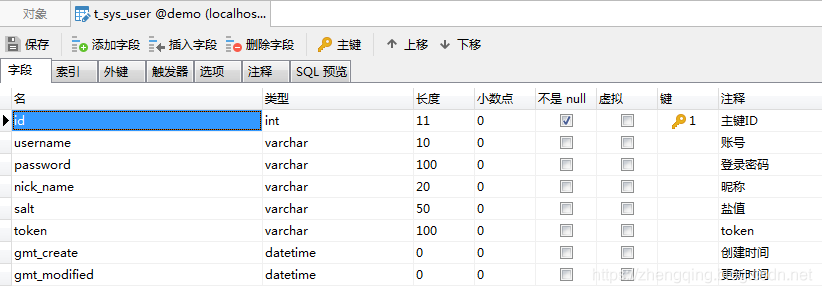 对象 t_sys_user @demo (localhos...
保存 添加字段 插入字段 删除字段 主键 上移 下移
字段 索引 外键 触发器 选项 注释 SQL 预览
名 类型 长度 小数点 不是 null 虚拟 键 注释
id int 11 0 1 主键ID
username varchar 10 0 账号
password varchar 100 0 登录密码
nick_name varchar 20 0 昵称
salt varchar 50 0 盐值
token varchar 100 0 token
gmt_create datetime 0 0 创建时间
gmt_modified datetime 0 0 更新时间